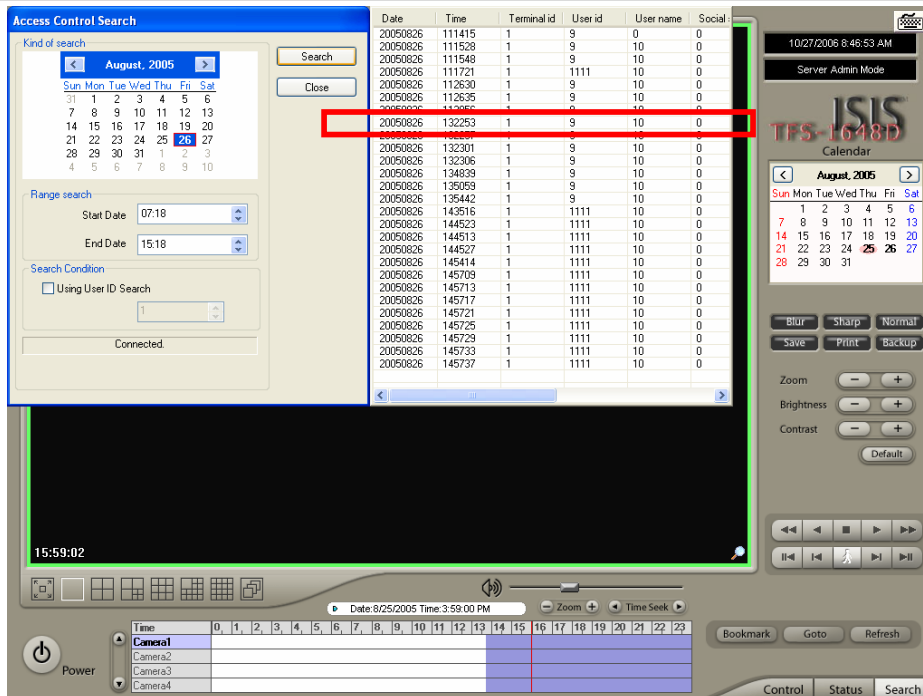 Access Control Search
Kind of search
August, 2005
Sun Mon Tue Wed Thu Fri Sat
31 1 2 3 4 5 6
7 8 9 10 11 12 13
14 15 16 17 18 19 20
21 22 23 24 25 26 27
28 29 30 31 1 2 3
4 5 6 7 8 9 10
Search
Close
Range search
Start Date 07:18
End Date 15:18
Search Condition
Using User ID Search
1
Connected.
Date Time Terminal id User id User name Social
20050826 111415 1 9 0 0
20050826 111528 1 9 10 0
20050826 111548 1 9 10 0
20050826 111721 1 1111 10 0
20050826 112630 1 9 10 0
20050826 112635 1 9 10 0
20050826 132253 1 9 10 0
20050826 132301 1 9 10 0
20050826 132306 1 9 10 0
20050826 134839 1 9 10 0
20050826 135059 1 9 10 0
20050826 135442 1 9 10 0
20050826 143516 1 1111 10 0
20050826 144523 1 1111 10 0
20050826 144513 1 1111 10 0
20050826 144527 1 1111 10 0
20050826 145414 1 1111 10 0
20050826 145709 1 1111 10 0
20050826 145713 1 1111 10 0
20050826 145717 1 1111 10 0
20050826 145721 1 1111 10 0
20050826 145725 1 1111 10 0
20050826 145729 1 1111 10 0
20050826 145733 1 1111 10 0
20050826 145737 1 1111 10 0
10/27/2006 8:46:53 AM
Server Admin Mode
ISIS
TFS-1648D
Calendar
August, 2005
Sun Mon Tue Wed Thu Fri Sat
1 2 3 4 5 6
7 8 9 10 11 12 13
14 15 16 17 18 19 20
21 22 23 24 25 26 27
28 29 30 31
Blur Sharp Normal
Save Print Backup
Zoom - +
Brightness - +
Contrast - +
Default
15:59:02
Date:8/25/2005 Time:3:59:00 PM
- Zoom + Time Seek
Time 0 1 2 3 4 5 6 7 8 9 10 11 12 13 14 15 16 17 18 19 20 21 22 23
Camera1
Camera2
Camera3
Camera4
Power
Bookmark Goto Refresh
Control Status Search